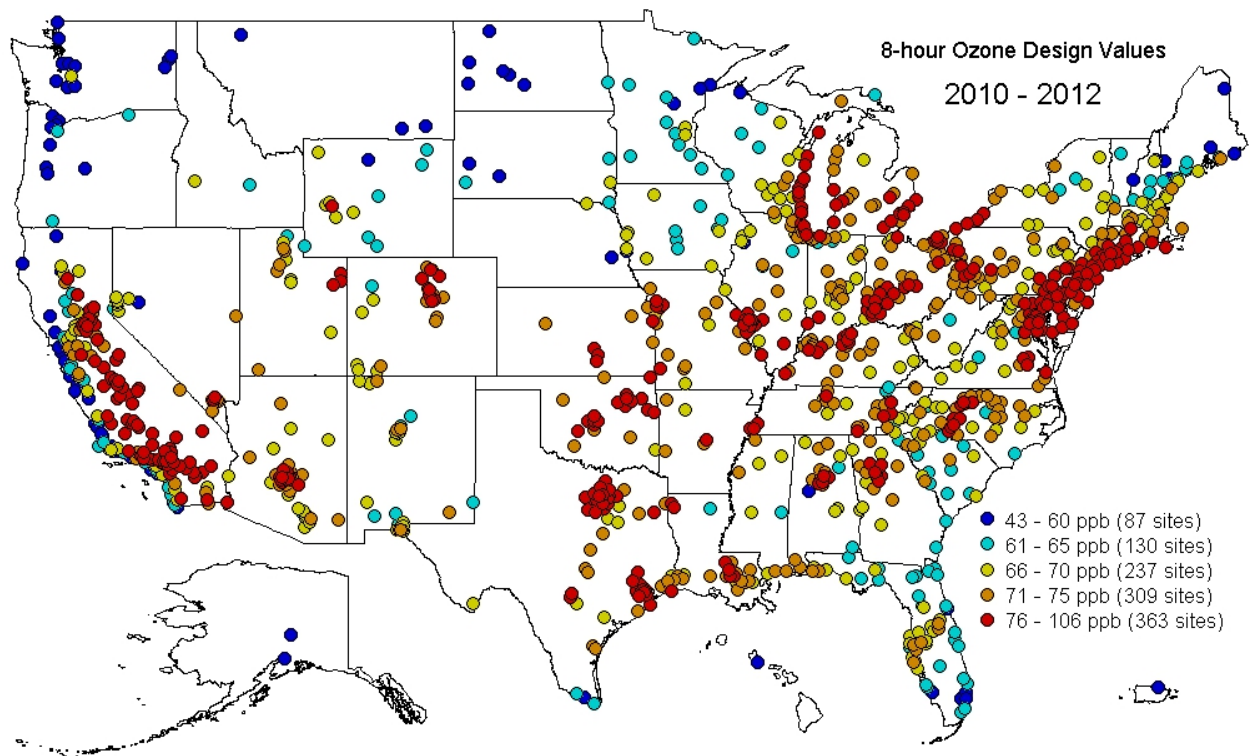 8-hour Ozone Design Values
2010 - 2012
43 - 60 ppb (87 sites)
61 - 65 ppb (130 sites)
66 - 70 ppb (237 sites)
71 - 75 ppb (309 sites)
76 - 106 ppb (363 sites)